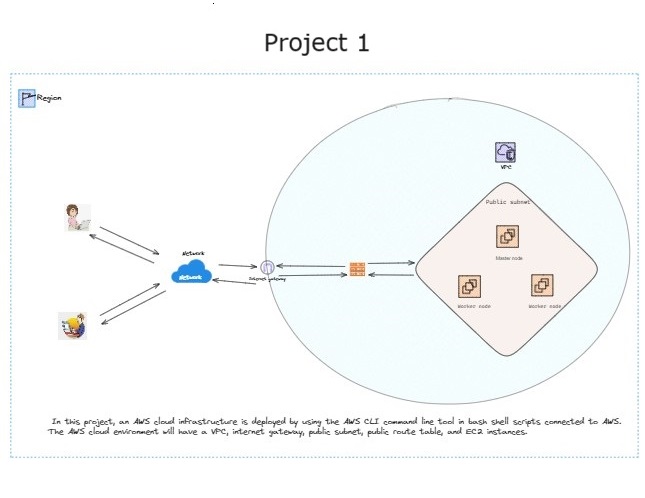 Project 1
Region
VPC
Public subnet
Master node
Network
Network
Internet gateway
Worker node
Worker node
In this project, an AWS cloud infrastructure is deployed by using the AWS CLI command line tool in bash shell scripts connected to AWS.
The AWS cloud environment will have a VPC, internet gateway, public subnet, public route table, and EC2 instances.